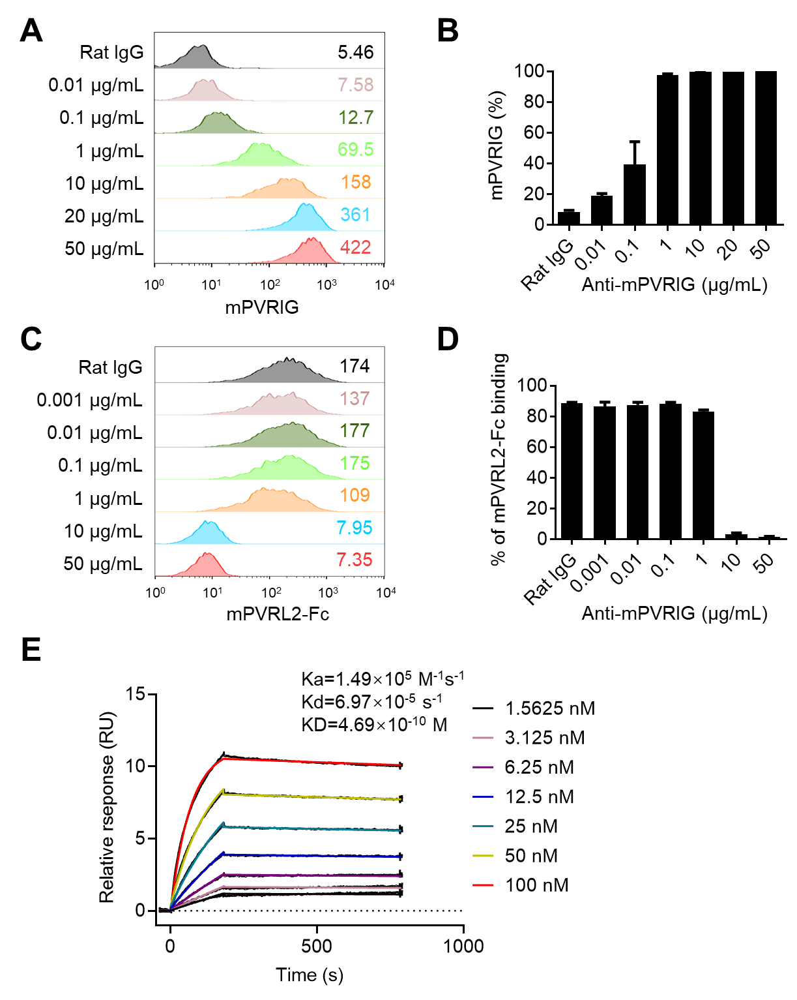 A
Rat IgG 5.46
0.01 µg/mL 7.58
0.1 µg/mL 12.7
1 µg/mL 69.5
10 µg/mL 158
20 µg/mL 361
50 µg/mL 422
10⁰ 10¹ 10² 10³ 10⁴
mPVRIG
B
mPVRIG (%)
100
80
60
40
20
0
Rat IgG 0.01 0.1 1 10 20 50
Anti-mPVRIG (µg/mL)
C
Rat IgG 174
0.001 µg/mL 137
0.01 µg/mL 177
0.1 µg/mL 175
1 µg/mL 109
10 µg/mL 7.95
50 µg/mL 7.35
10⁰ 10¹ 10² 10³ 10⁴
mPVRL2-Fc
D
% of mPVRL2-Fc binding
100
80
60
40
20
0
Rat IgG 0.001 0.01 0.1 1 10 50
Anti-mPVRIG (µg/mL)
E
Ka=1.49×10⁵ M⁻¹s⁻¹
Kd=6.97×10⁻⁵ s⁻¹
KD=4.69×10⁻¹⁰ M
Relative rseponse (RU)
15
10
5
0
0 500 1000
Time (s)
1.5625 nM
3.125 nM
6.25 nM
12.5 nM
25 nM
50 nM
100 nM